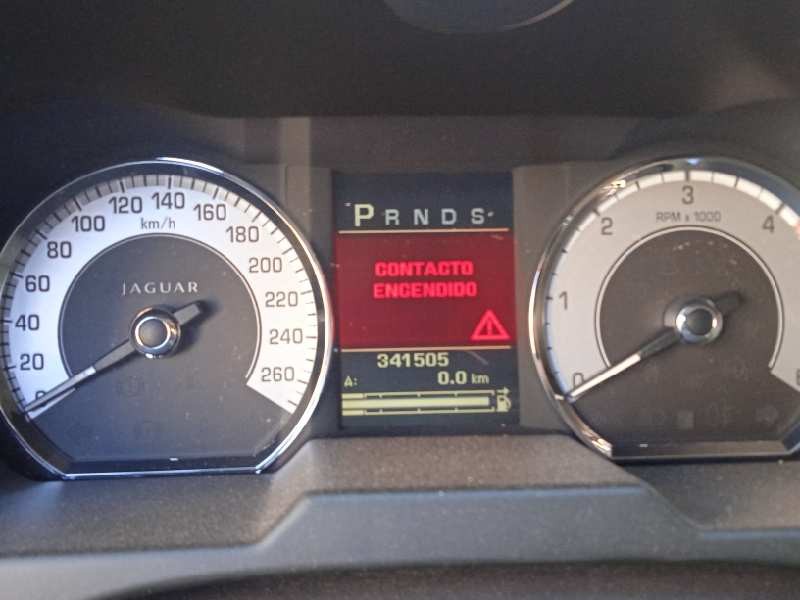 0 20 40 60 80 100 120 140 160 180 200 220 240 260
km/h
JAGUAR
P R N D S
CONTACTO
ENCENDIDO
341505
A: 0.0 km
0 1 2 3 4
RPM x 1000